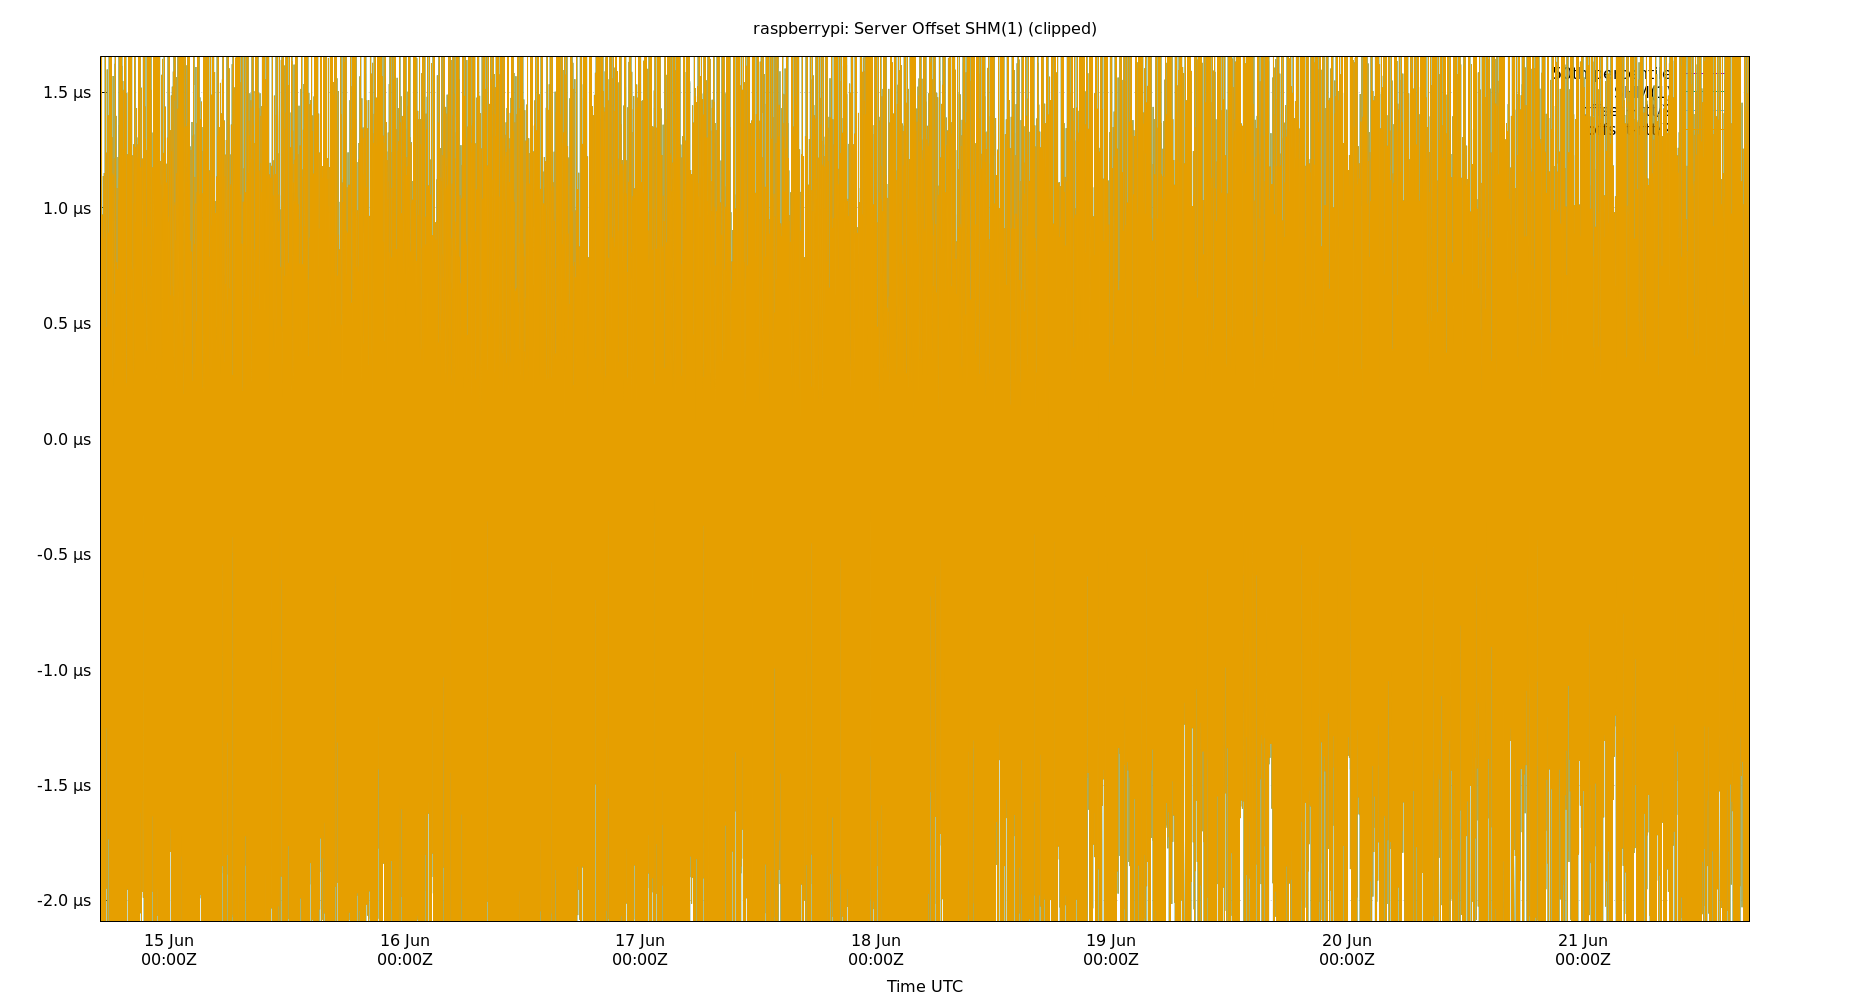 raspberrypi: Server Offset SHM(1) (clipped)
1.5 µs
1.0 µs
0.5 µs
0.0 µs
-0.5 µs
-1.0 µs
-1.5 µs
-2.0 µs
15 Jun
00:00Z
16 Jun
00:00Z
17 Jun
00:00Z
18 Jun
00:00Z
19 Jun
00:00Z
20 Jun
00:00Z
21 Jun
00:00Z
Time UTC